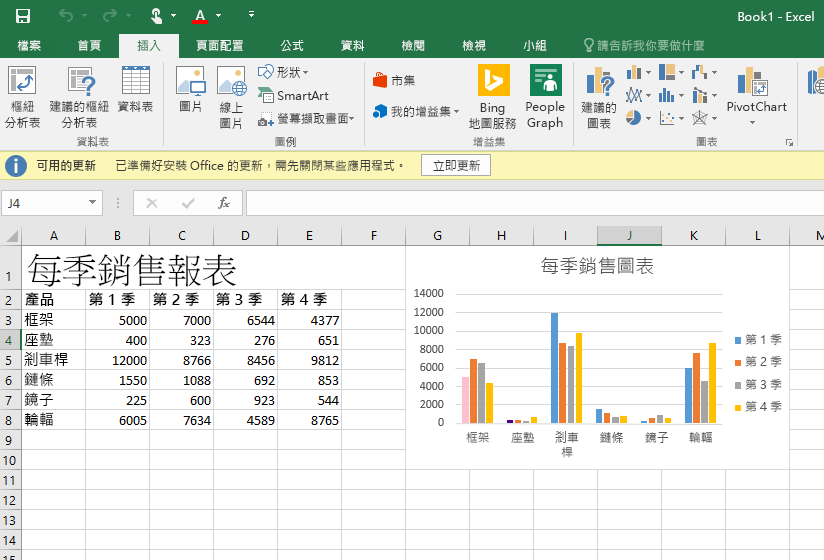 Book1 - Excel
檔案 首頁 插入 頁面配置 公式 資料 校閱 檢視 小組 請告訴我你要做什麼
樞紐分析表
建議的樞紐分析表
資料表
圖片
線上圖片
形狀
SmartArt
螢幕擷取畫面
市集
我的增益集
Bing 地圖服務
People Graph
建議的圖表
PivotChart
資料表 圖例 增益集 圖表
可用的更新 已準備好安裝 Office 的更新，需先關閉某些應用程式。 立即更新
J4 fx
A B C D E F G H I J K L M
1 每季銷售報表
2 產品 第 1 季 第 2 季 第 3 季 第 4 季
3 框架 5000 7000 6544 4377
4 座墊 400 323 276 651
5 剎車桿 12000 8766 8456 9812
6 鏈條 1550 1088 692 853
7 鏡子 225 600 923 544
8 輪輻 6005 7634 4589 8765
9
10
11
12
13
14
15
每季銷售圖表
14000
12000
10000
8000
6000
4000
2000
0
框架 座墊 剎車桿 鏈條 鏡子 輪輻
第 1 季
第 2 季
第 3 季
第 4 季